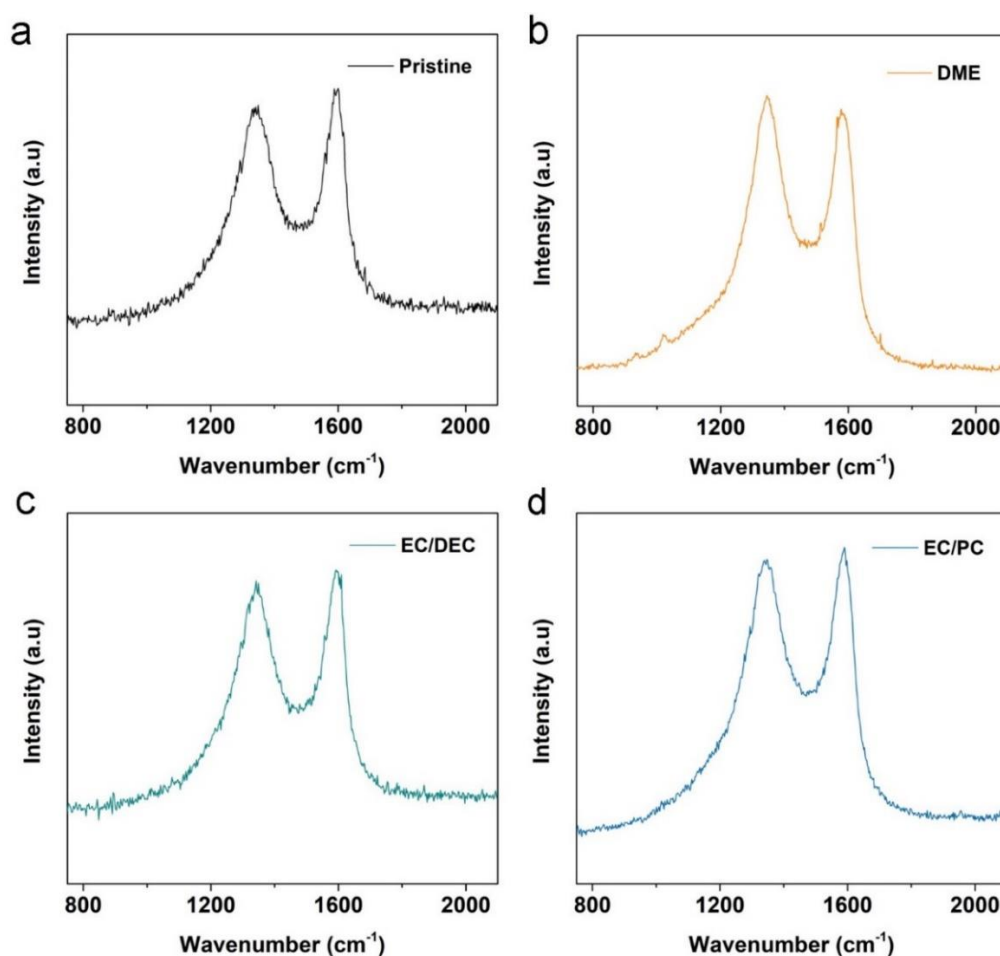 a
Pristine
Intensity (a.u)
800 1200 1600 2000
Wavenumber (cm⁻¹)
b
DME
Intensity (a.u)
800 1200 1600 2000
Wavenumber (cm⁻¹)
c
EC/DEC
Intensity (a.u)
800 1200 1600 2000
Wavenumber (cm⁻¹)
d
EC/PC
Intensity (a.u)
800 1200 1600 2000
Wavenumber (cm⁻¹)